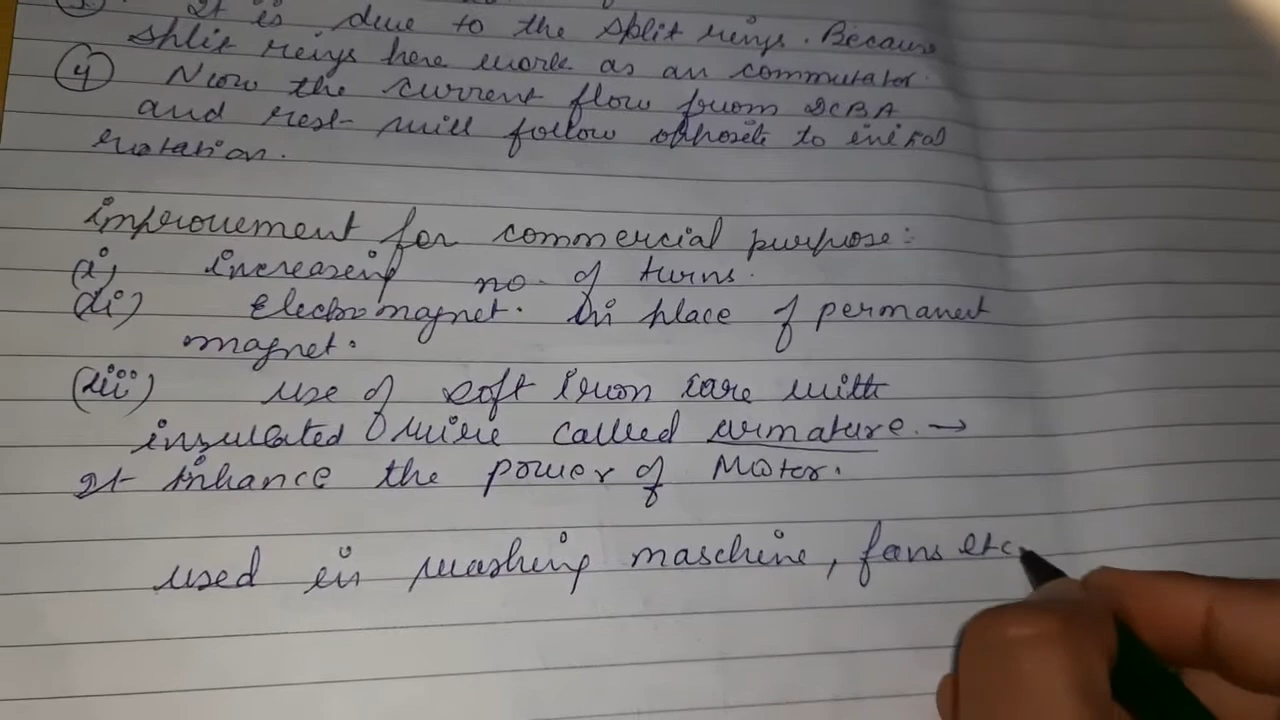 3. It is due to the split rings. Because
split rings here work as an commutator.
4 Now the current flow from DCBA
and rest will follow opposite to
rotation.
improvement for commercial purpose:
(i) increasing no. of turns.
(ii) Electromagnet. In place of permanent
magnet.
(iii) use of soft Iron core with
insulated wire called armature. →
It Enhance the power of Motor.
used in washing maschine, fans etc